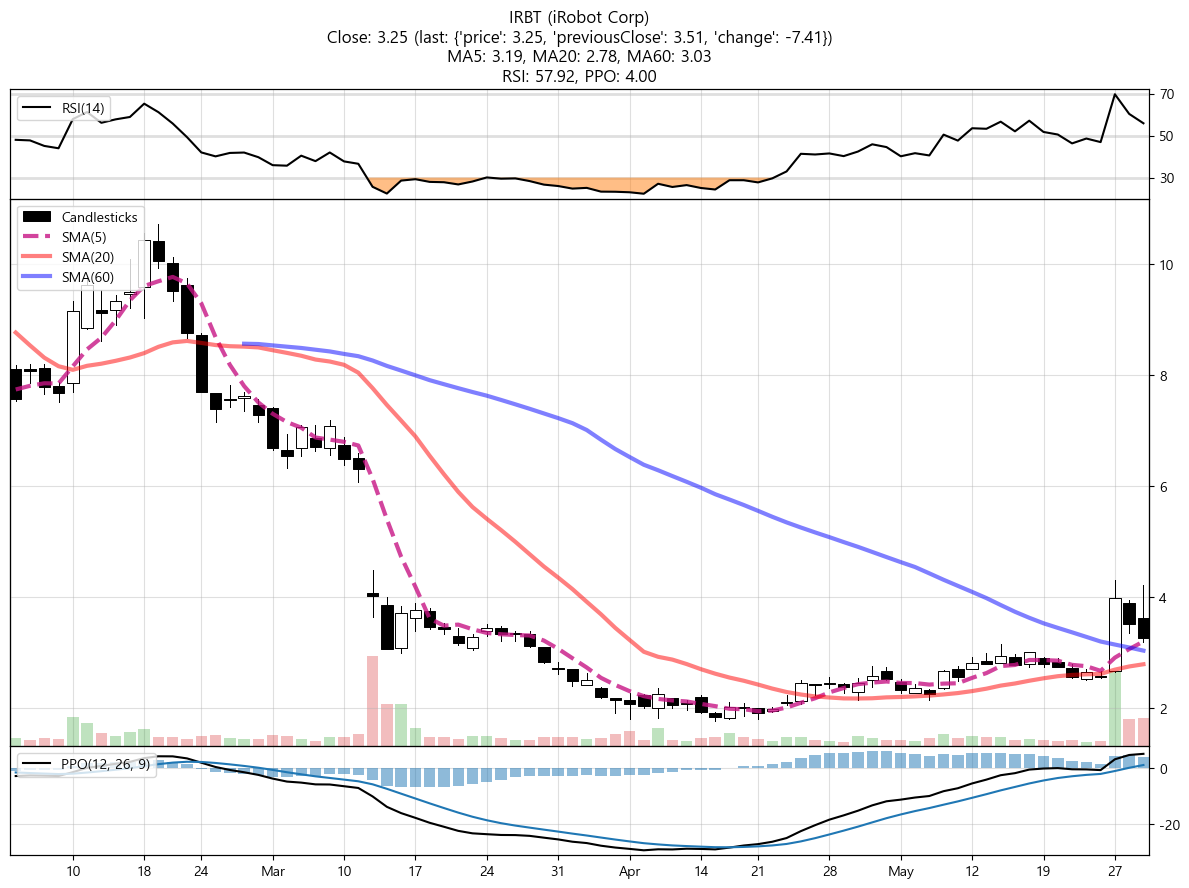 IRBT (iRobot Corp)
Close: 3.25 (last: {'price': 3.25, 'previousClose': 3.51, 'change': -7.41})
MA5: 3.19, MA20: 2.78, MA60: 3.03
RSI: 57.92, PPO: 4.00
RSI(14)
70
50
30
Candlesticks
SMA(5)
SMA(20)
SMA(60)
10
8
6
4
2
PPO(12, 26, 9)
0
-20
10 18 24 Mar 10 17 24 31 Apr 14 21 28 May 12 19 27